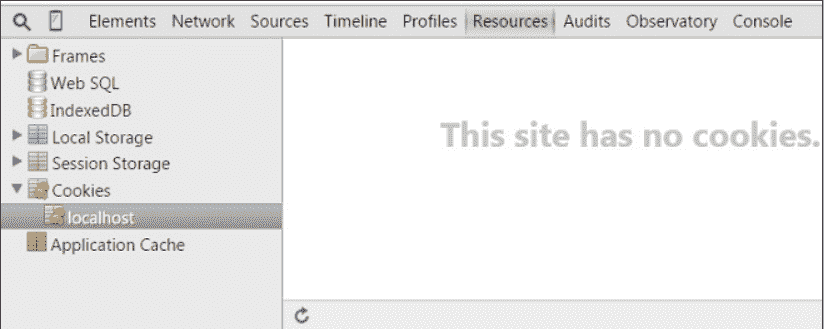 Elements Network Sources Timeline Profiles Resources Audits Observatory Console
Frames
Web SQL
IndexedDB
Local Storage
Session Storage
Cookies
localhost
Application Cache
This site has no cookies.